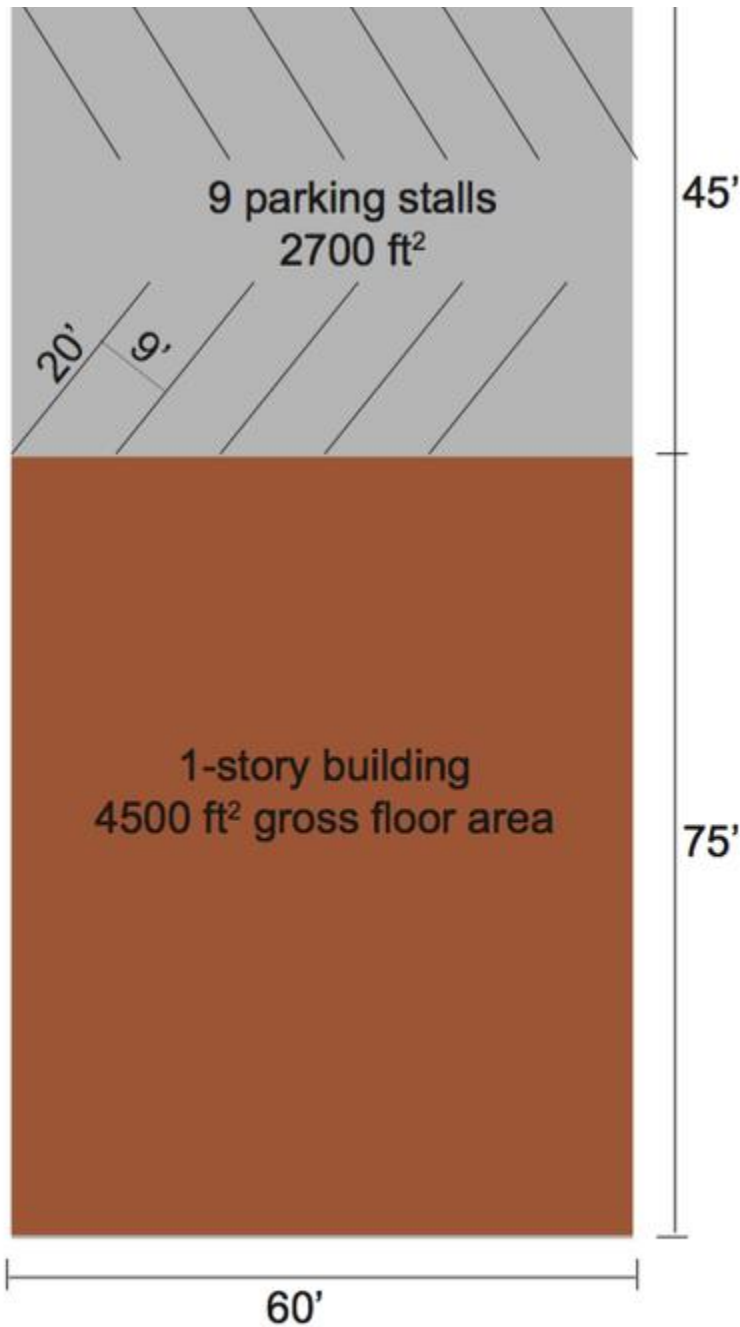 9 parking stalls
2700 ft²
45’
20’
9’
1-story building
4500 ft² gross floor area
75’
60’